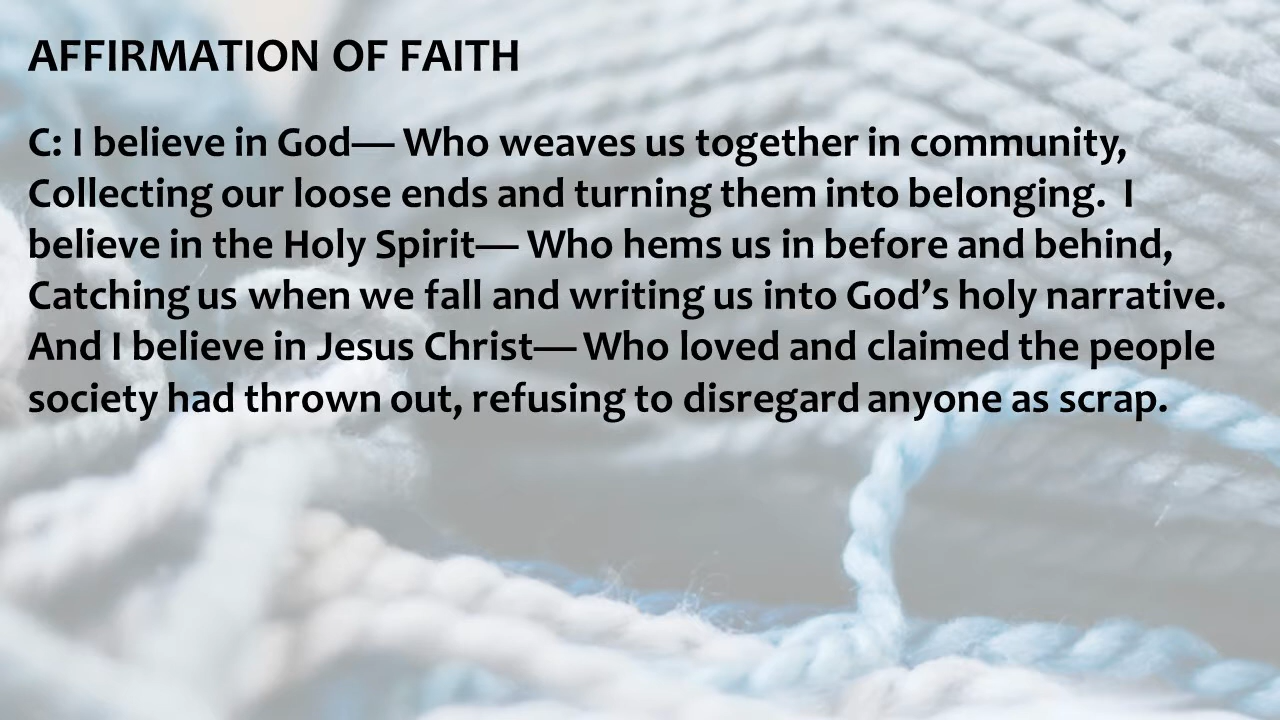 AFFIRMATION OF FAITH
C: I believe in God— Who weaves us together in community,
Collecting our loose ends and turning them into belonging.  I
believe in the Holy Spirit— Who hems us in before and behind,
Catching us when we fall and writing us into God’s holy narrative.
And I believe in Jesus Christ— Who loved and claimed the people
society had thrown out, refusing to disregard anyone as scrap.